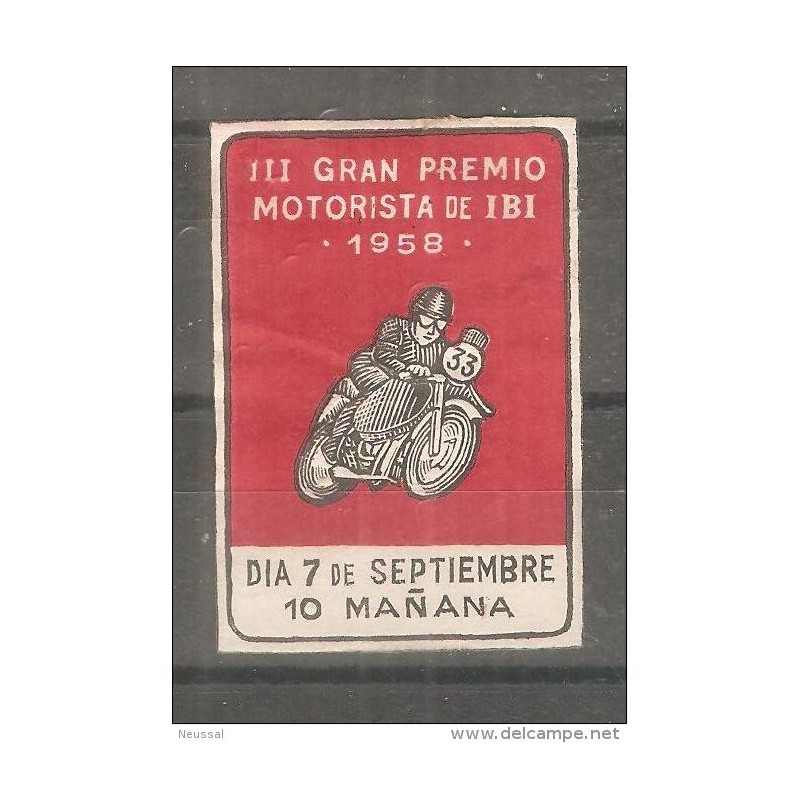 III GRAN PREMIO
MOTORISTA DE IBI
· 1958 ·
33
DIA 7 DE SEPTIEMBRE
10 MAÑANA
Neussal
www.delcampe.net